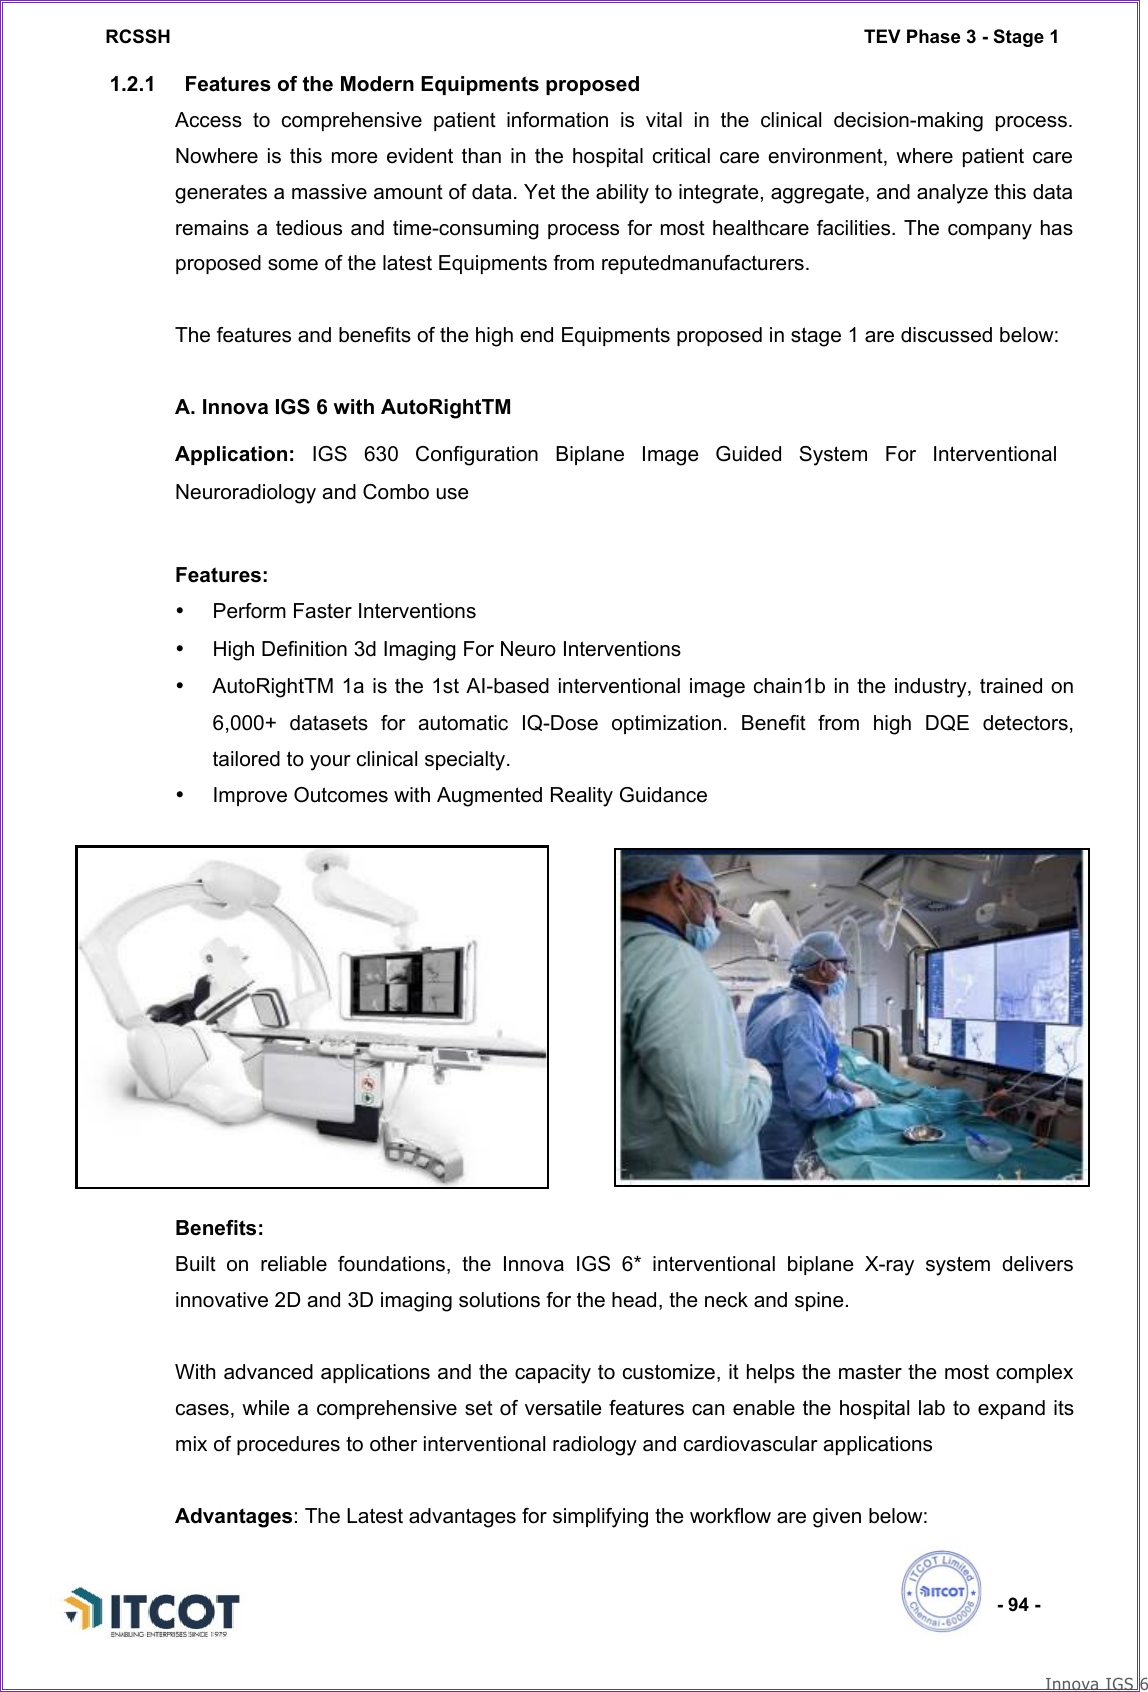 RCSSH TEV Phase 3 - Stage 1
1.2.1 Features of the Modern Equipments proposed
Access to comprehensive patient information is vital in the clinical decision-making process.
Nowhere is this more evident than in the hospital critical care environment, where patient care
generates a massive amount of data. Yet the ability to integrate, aggregate, and analyze this data
remains a tedious and time-consuming process for most healthcare facilities. The company has
proposed some of the latest Equipments from reputedmanufacturers.
The features and benefits of the high end Equipments proposed in stage 1 are discussed below:
A. Innova IGS 6 with AutoRightTM
Application: IGS 630 Configuration Biplane Image Guided System For Interventional
Neuroradiology and Combo use
Features:
• Perform Faster Interventions
• High Definition 3d Imaging For Neuro Interventions
• AutoRightTM 1a is the 1st AI-based interventional image chain1b in the industry, trained on
6,000+ datasets for automatic IQ-Dose optimization. Benefit from high DQE detectors,
tailored to your clinical specialty.
• Improve Outcomes with Augmented Reality Guidance
Benefits:
Built on reliable foundations, the Innova IGS 6* interventional biplane X-ray system delivers
innovative 2D and 3D imaging solutions for the head, the neck and spine.
With advanced applications and the capacity to customize, it helps the master the most complex
cases, while a comprehensive set of versatile features can enable the hospital lab to expand its
mix of procedures to other interventional radiology and cardiovascular applications
Advantages: The Latest advantages for simplifying the workflow are given below:
ITCOT
ENABLING ENTERPRISES SINCE 1979
ITCOT Limited
ITCOT
Chennai-600006
- 94 -
Innova IGS 6